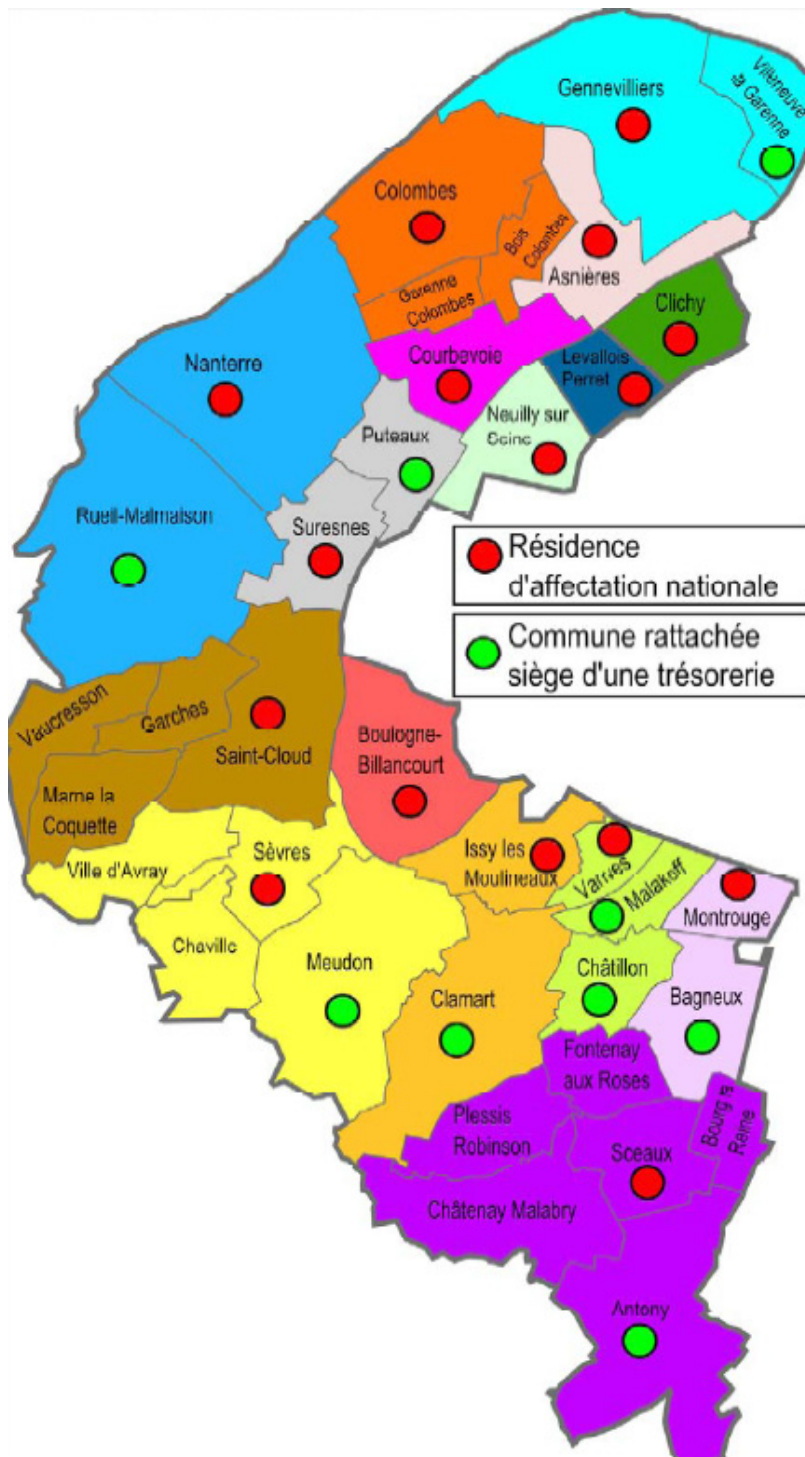 Villeneuve
la Garenne
Gennevilliers
Colombes
Bois
Colombes
Asnières
Garenne
Colombes
Clichy
Nanterre
Courbevoie
Levallois
Perret
Neuilly sur
Seine
Puteaux
Rueil-Malmaison
Suresnes
Résidence
d'affectation nationale
Commune rattachée
siège d'une trésorerie
Vaucresson
Garches
Saint-Cloud
Boulogne-
Billancourt
Marne la
Coquette
Ville d'Avray
Sèvres
Issy les
Moulineaux
Vanves
Malakoff
Montrouge
Chaville
Meudon
Clamart
Châtillon
Bagneux
Fontenay
aux Roses
Plessis
Robinson
Bourg la
Reine
Sceaux
Châtenay Malabry
Antony